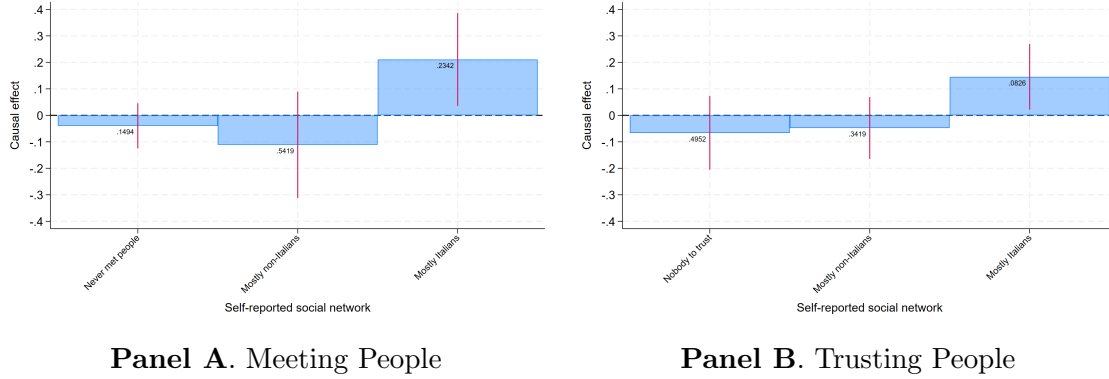 .4
.3
.2
.1
0
-.1
-.2
-.3
-.4
Causal effect
.1494
.5419
.2342
Never met people
Mostly non-Italians
Mostly Italians
Self-reported social network
Panel A. Meeting People
.4
.3
.2
.1
0
-.1
-.2
-.3
-.4
Causal effect
.4952
.3419
.0826
Nobody to trust
Mostly non-Italians
Mostly Italians
Self-reported social network
Panel B. Trusting People